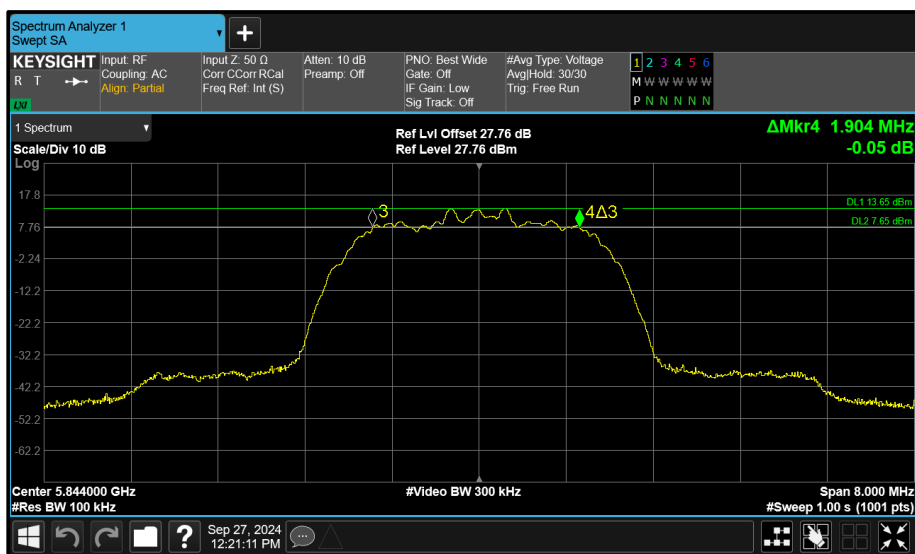 Spectrum Analyzer 1
Swept SA
KEYSIGHT
R T
LXI
Input: RF
Coupling: AC
Align: Partial
Input Z: 50 Ω
Corr CCorr RCal
Freq Ref: Int (S)
Atten: 10 dB
Preamp: Off
PNO: Best Wide
Gate: Off
IF Gain: Low
Sig Track: Off
#Avg Type: Voltage
Avg|Hold: 30/30
Trig: Free Run
1 2 3 4 5 6
M W W W W W
P N N N N N
1 Spectrum
Scale/Div 10 dB
Ref Lvl Offset 27.76 dB
Ref Level 27.76 dBm
ΔMkr4 1.904 MHz
-0.05 dB
Log
17.8
7.76
-2.24
-12.2
-22.2
-32.2
-42.2
-52.2
-62.2
3
4Δ3
DL1 13.65 dBm
DL2 7.65 dBm
Center 5.844000 GHz
#Res BW 100 kHz
#Video BW 300 kHz
Span 8.000 MHz
#Sweep 1.00 s (1001 pts)
?
Sep 27, 2024
12:21:11 PM